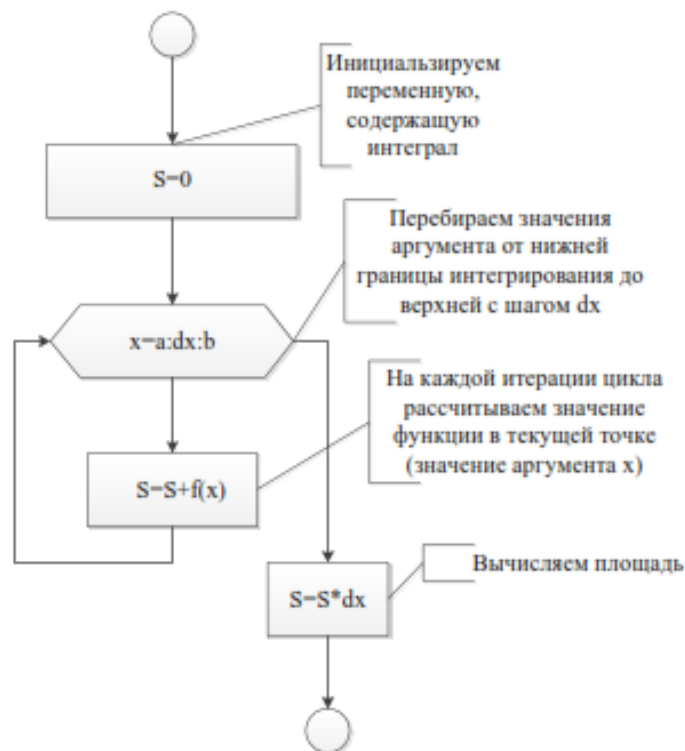 Инициальзируем
переменную,
содержащую
интеграл
S=0
Перебираем значения
аргумента от нижней
границы интегрирования до
верхней с шагом dx
x=a:dx:b
На каждой итерации цикла
рассчитываем значение
функции в текущей точке
(значение аргумента x)
S=S+f(x)
Вычисляем площадь
S=S*dx